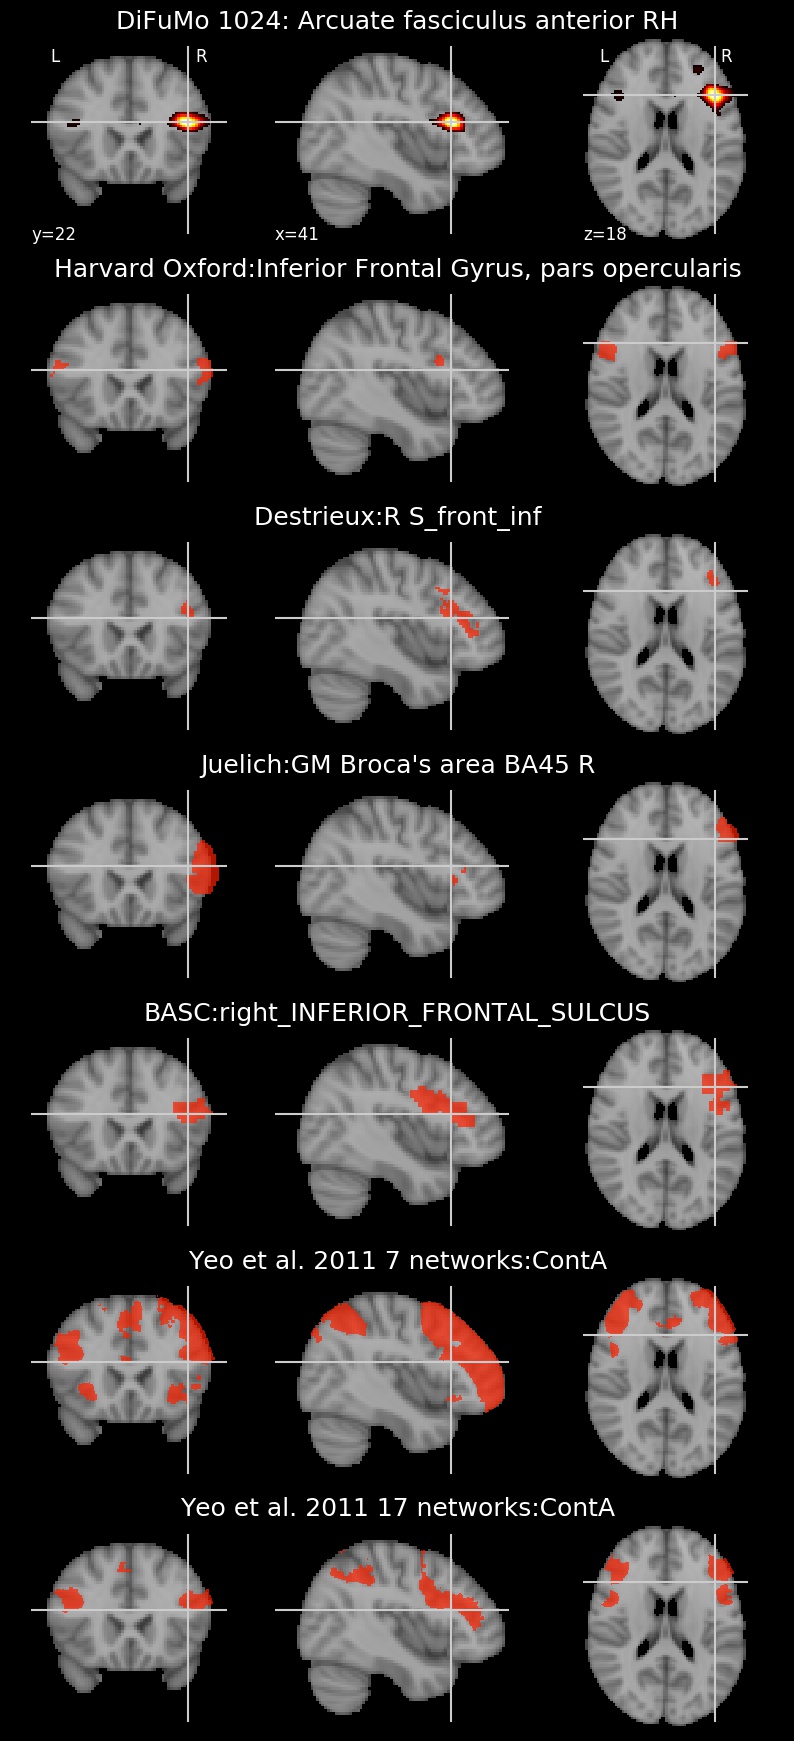 DiFuMo 1024: Arcuate fasciculus anterior RH
L R L R
y=22 x=41 z=18
Harvard Oxford:Inferior Frontal Gyrus, pars opercularis
Destrieux:R S_front_inf
Juelich:GM Broca's area BA45 R
BASC:right_INFERIOR_FRONTAL_SULCUS
Yeo et al. 2011 7 networks:ContA
Yeo et al. 2011 17 networks:ContA